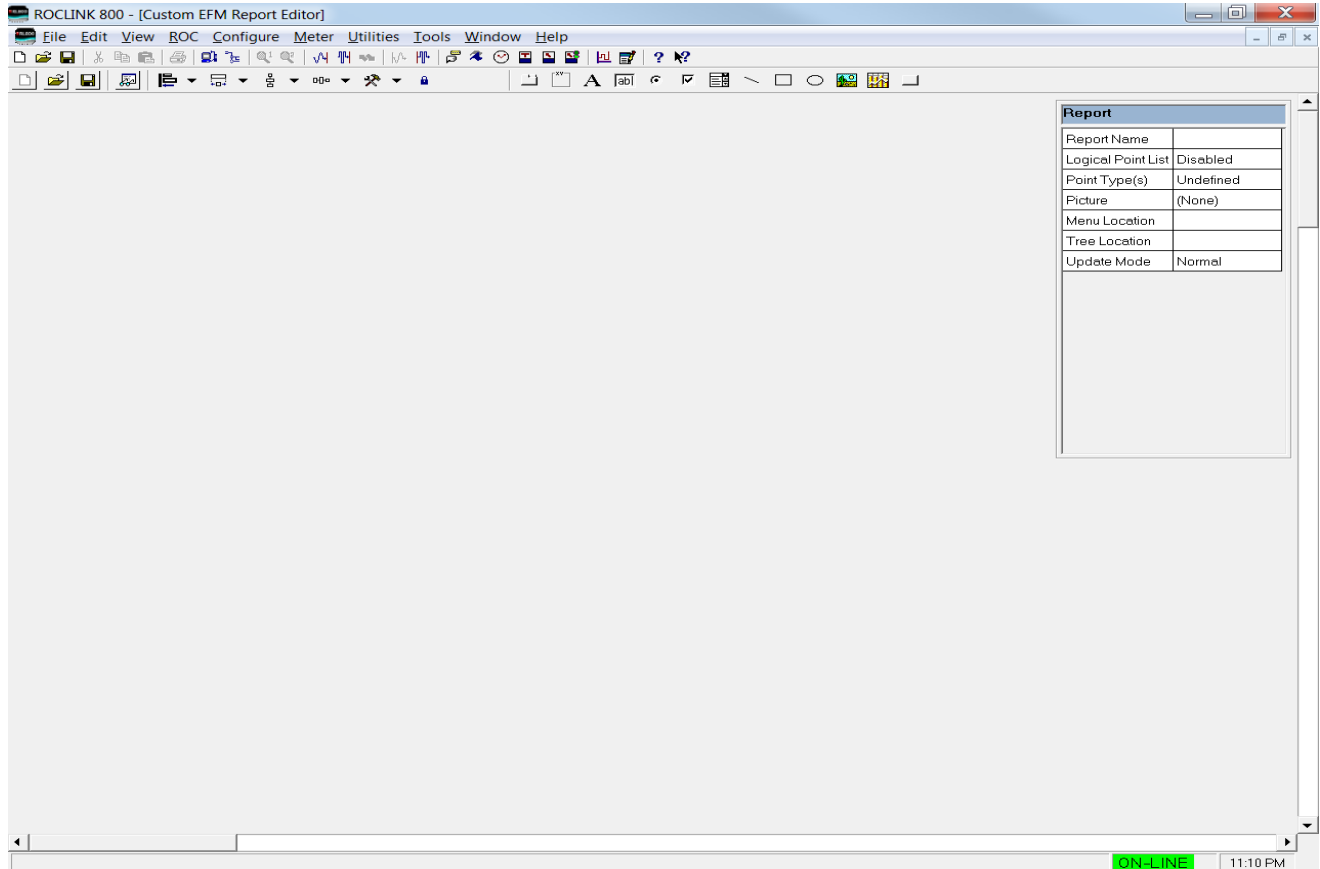 ROCLINK 800 - [Custom EFM Report Editor]
File Edit View ROC Configure Meter Utilities Tools Window Help
A ab
Report
Report Name
Logical Point List Disabled
Point Type(s) Undefined
Picture (None)
Menu Location
Tree Location
Update Mode Normal
ON-LINE 11:10 PM